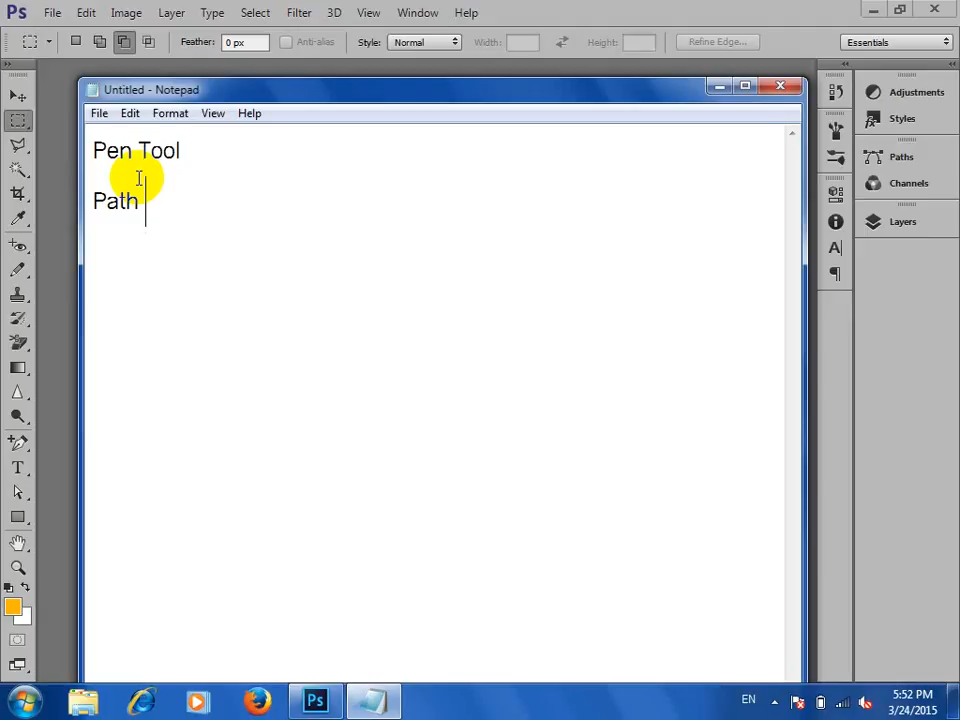 Ps File Edit Image Layer Type Select Filter 3D View Window Help
Feather: 0 px Anti-alias Style: Normal Width: Height: Refine Edge... Essentials
Untitled - Notepad
File Edit Format View Help
Pen Tool
Path
Adjustments
Styles
Paths
Channels
Layers
Ps
EN
5:52 PM
3/24/2015